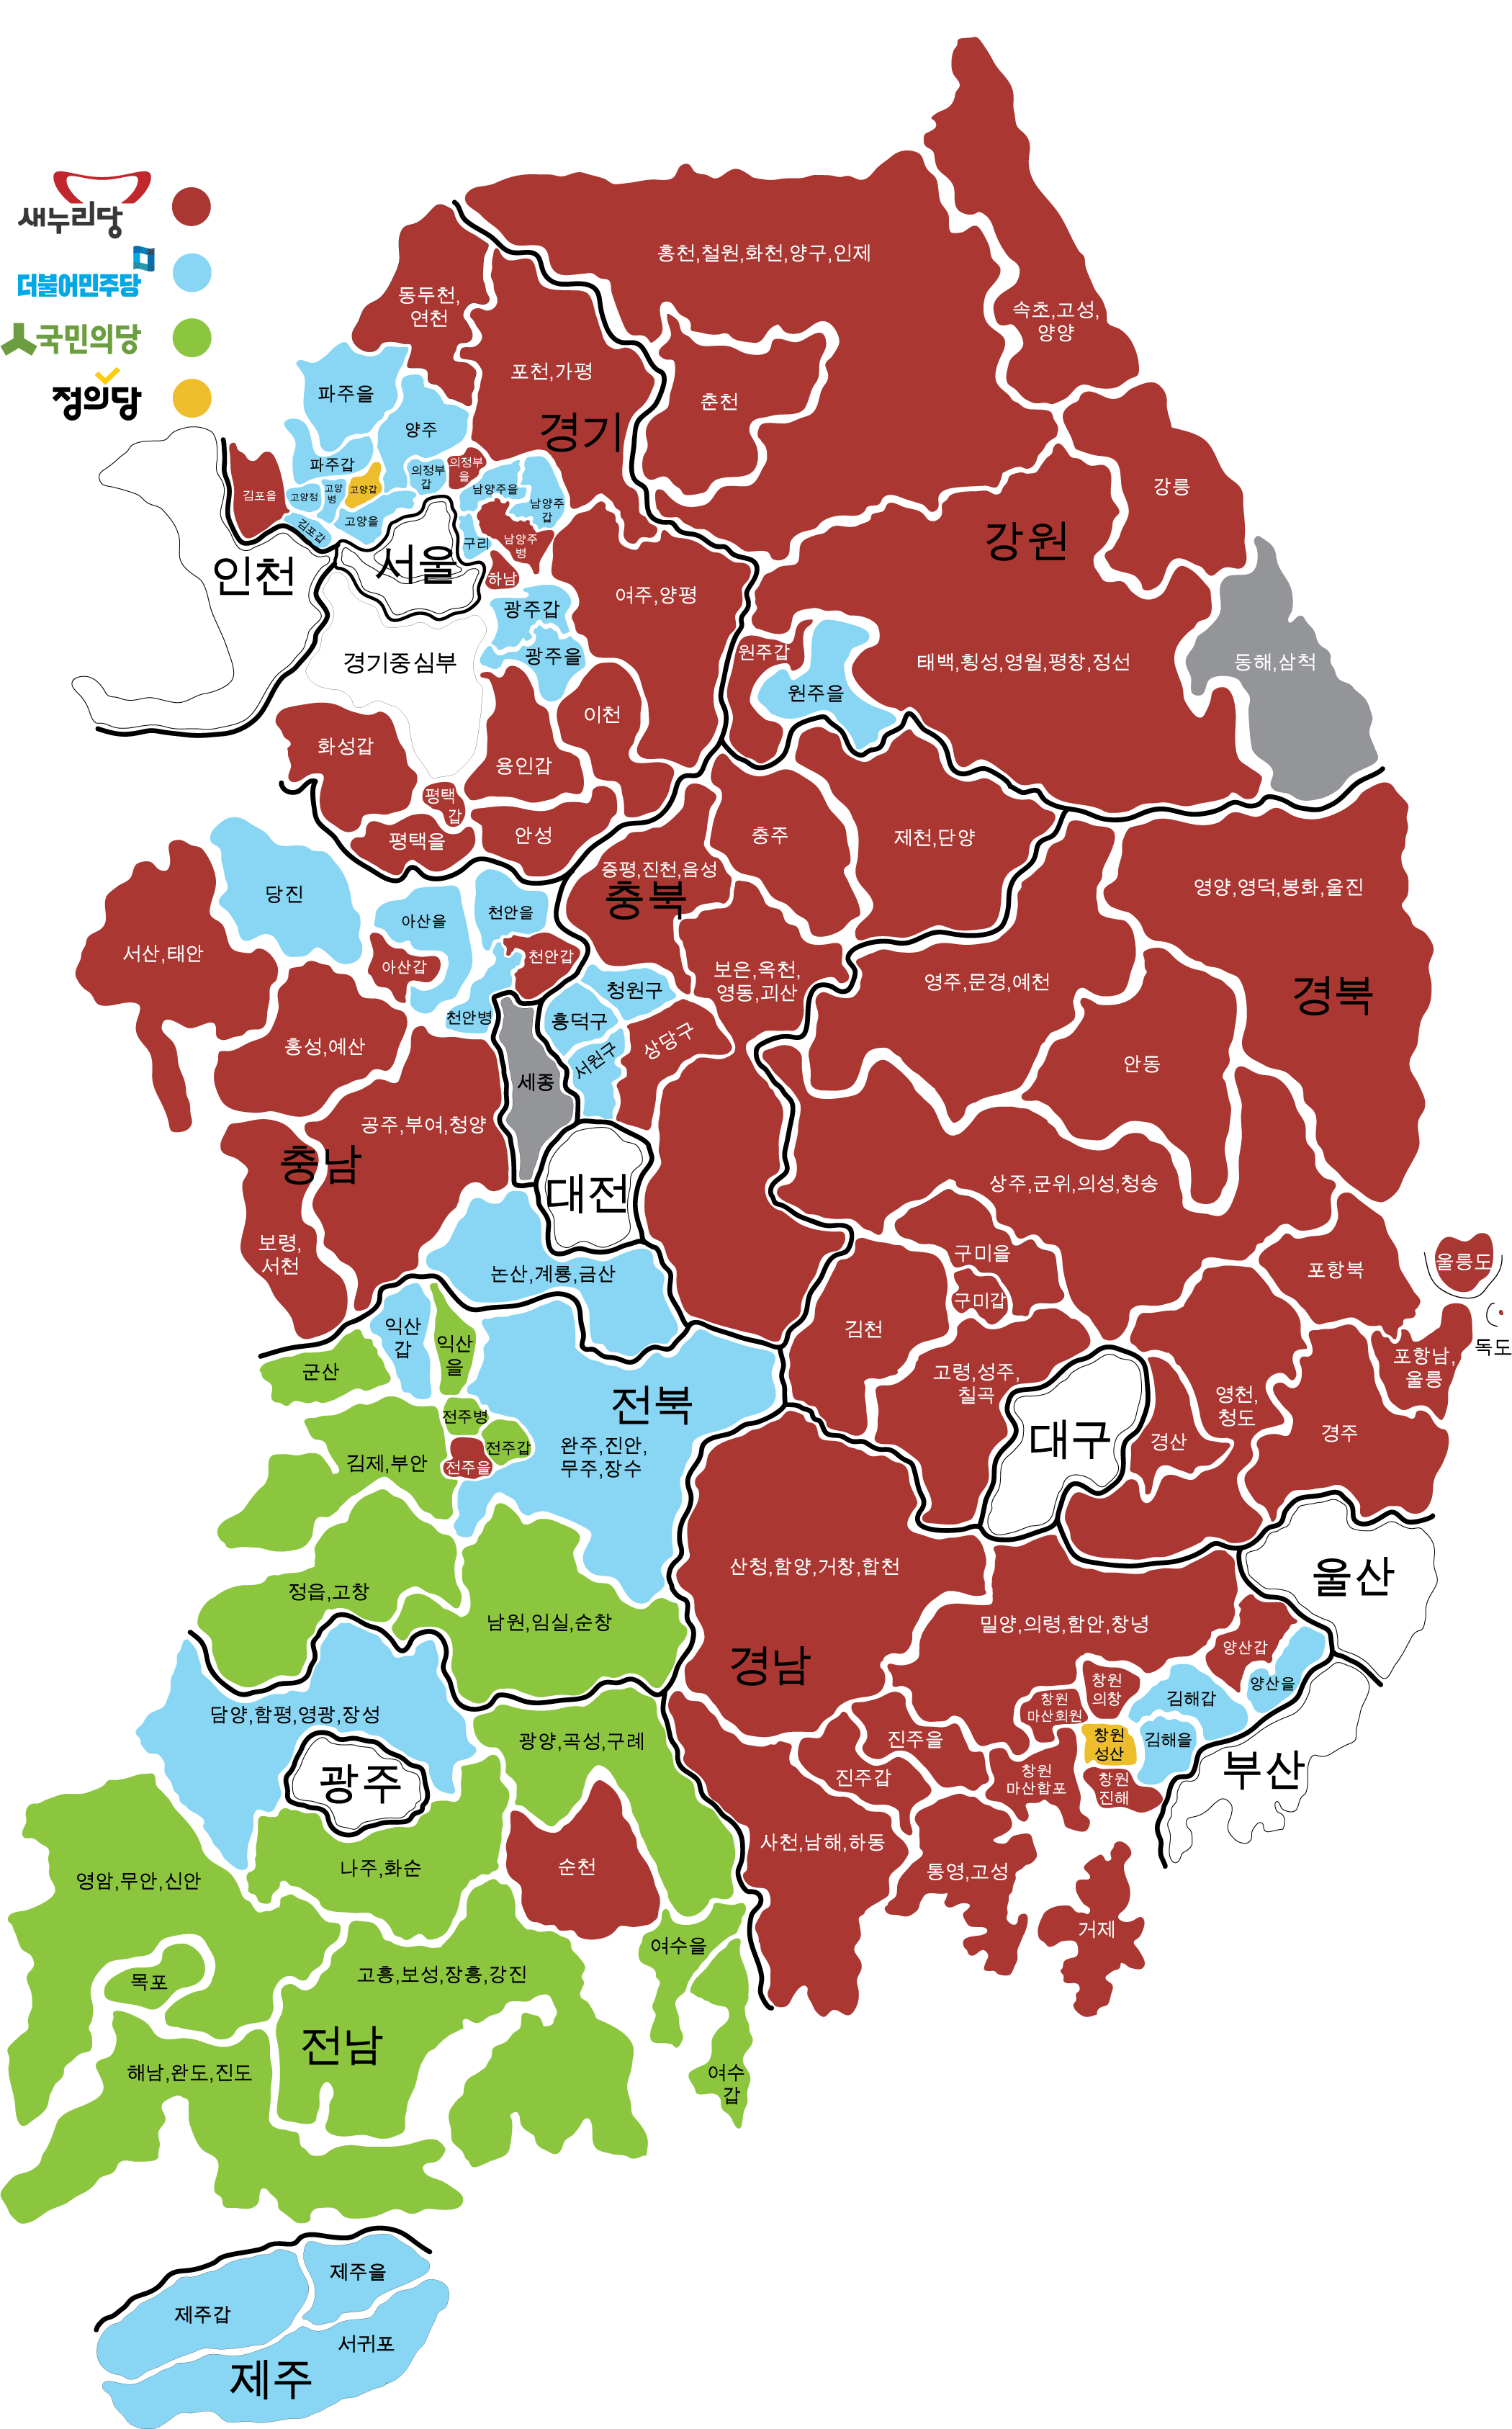 새누리당
더불어민주당
국민의당
정의당
홍천,철원,화천,양구,인제
속초,고성,
양양
동두천,
연천
포천,가평
춘천
경기
파주을
양주
강릉
파주갑
의정부
갑
의정부
을
김포을
고양정
고양
병
고양갑
남양주을
남양주
갑
고양을
김포갑
강원
서울
구리
남양주
병
인천
하남
여주,양평
광주갑
경기중심부
광주을
원주갑
원주을
태백,횡성,영월,평창,정선
동해,삼척
이천
화성갑
용인갑
평택
갑
평택을
안성
충주
제천,단양
증평,진천,음성
충북
영양,영덕,봉화,울진
당진
아산을
천안을
서산,태안
아산갑
천안갑
보은,옥천,
영동,괴산
영주,문경,예천
경북
청원구
천안병
흥덕구
서원구
상당구
홍성,예산
안동
세종
공주,부여,청양
충남
대전
상주,군위,의성,청송
보령,
서천
논산,계룡,금산
구미을
포항북
울릉도
구미갑
독도
익산
갑
익산
을
김천
군산
고령,성주,
칠곡
포항남,
울릉
전북
영천,
청도
전주병
전주갑
전주을
완주,진안,
무주,장수
대구
경산
경주
김제,부안
산청,함양,거창,합천
울산
정읍,고창
남원,임실,순창
밀양,의령,함안,창녕
경남
양산갑
양산을
창원
의창
창원
마산회원
김해갑
담양,함평,영광,장성
광양,곡성,구례
진주을
창원
성산
김해을
광주
진주갑
창원
마산합포
창원
진해
부산
사천,남해,하동
나주,화순
순천
통영,고성
영암,무안,신안
거제
여수을
목포
고흥,보성,장흥,강진
전남
해남,완도,진도
여수
갑
제주을
제주갑
서귀포
제주